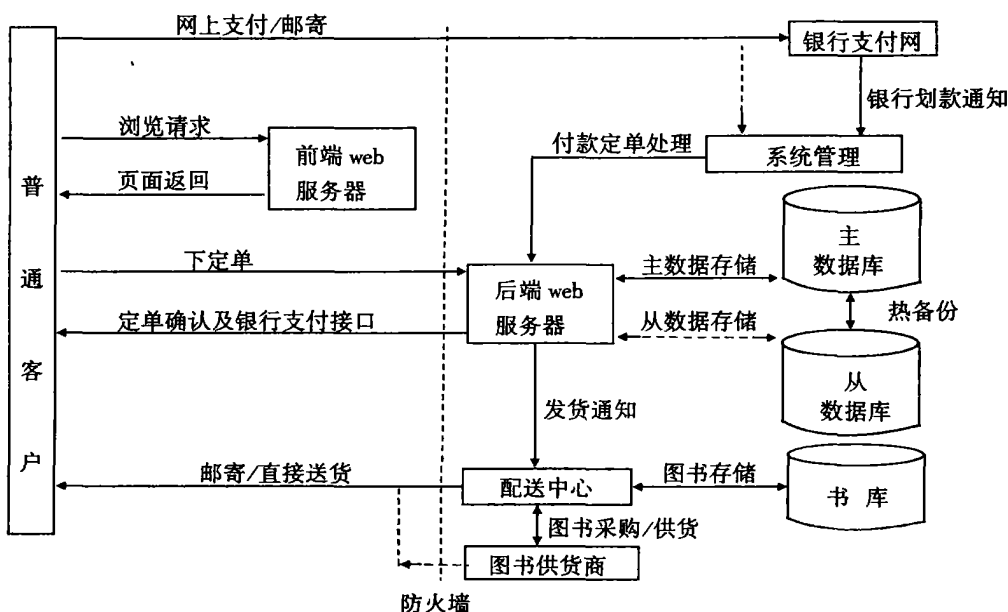 网上支付/邮寄
银行支付网
银行划款通知
浏览请求
前端 web
服务器
付款定单处理
系统管理
页面返回
普
通
客
户
主
数据库
下定单
后端 web
服务器
主数据存储
定单确认及银行支付接口
从数据存储
热备份
从
数据库
发货通知
邮寄/直接送货
配送中心
图书存储
书 库
图书采购/供货
图书供货商
防火墙